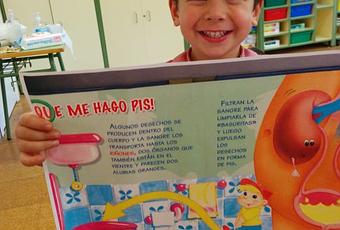 QUE ME HAGO PIS!
ALGUNOS DESECHOS SE
PRODUCEN DENTRO DEL
CUERPO Y LA SANGRE LOS
TRANSPORTA HASTA LOS
RIÑONES, DOS ÓRGANOS QUE
TAMBIÉN ESTÁN EN EL
VIENTRE Y PARECEN DOS
ALUBIAS GRANDES.
FILTRAN LA
SANGRE PARA
LIMPIARLA DE
«BASURITAS»
Y LUEGO
EXPULSAN
LOS
DESECHOS
EN FORMA
DE PIS.